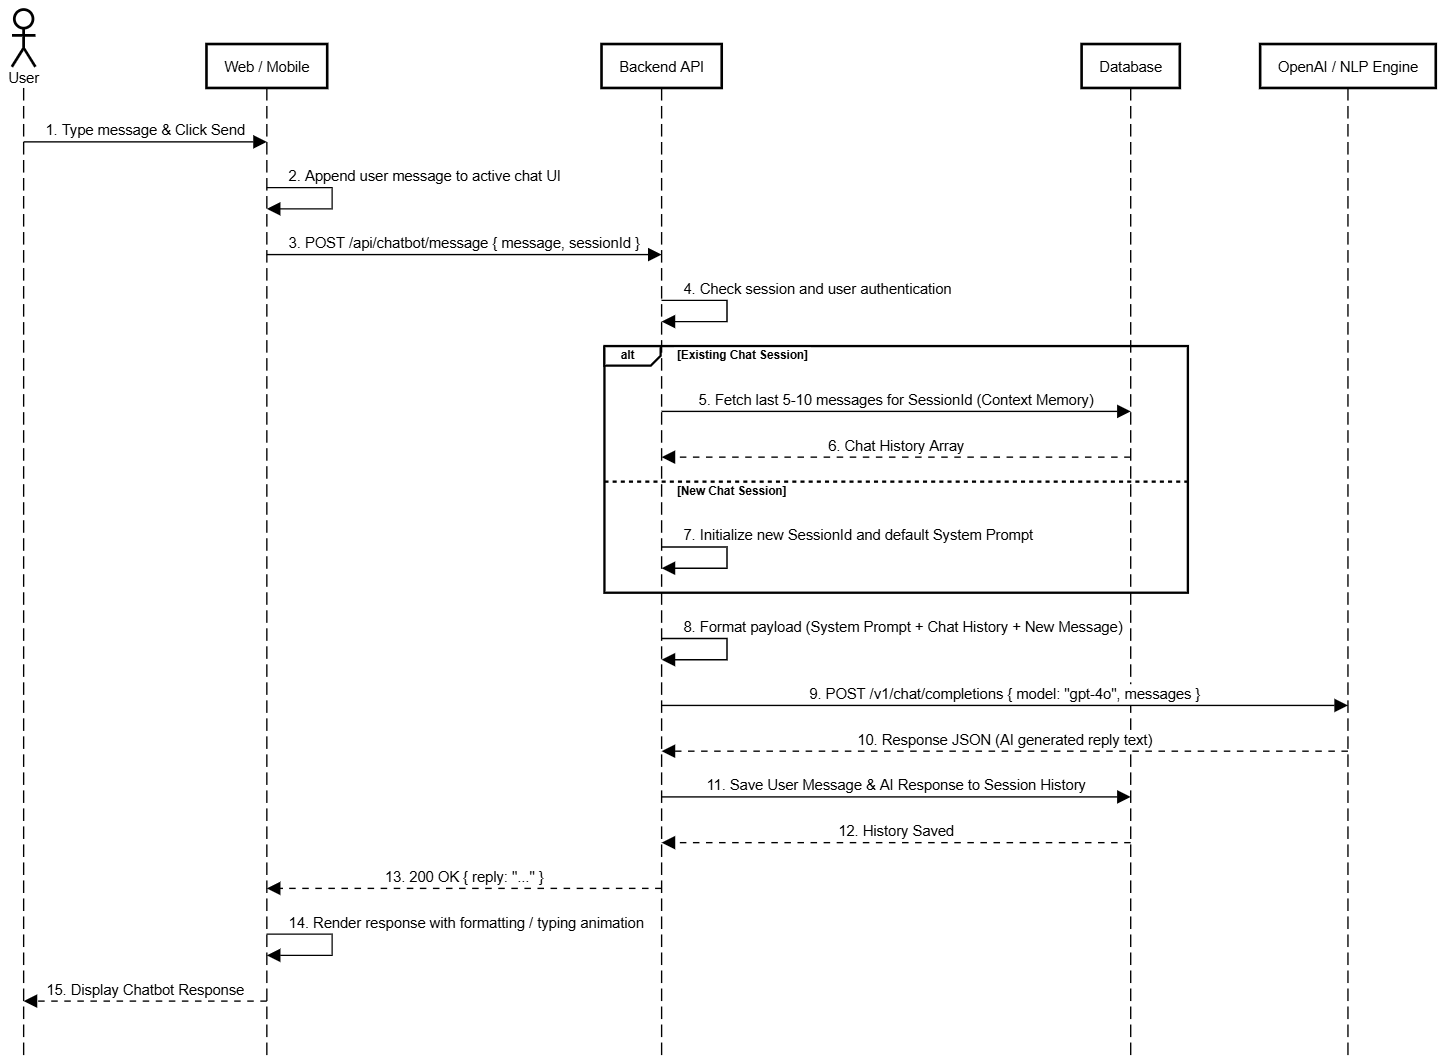 User
Web / Mobile
Backend API
Database
OpenAI / NLP Engine
1. Type message & Click Send
2. Append user message to active chat UI
3. POST /api/chatbot/message { message, sessionId }
4. Check session and user authentication
alt
[Existing Chat Session]
5. Fetch last 5-10 messages for SessionId (Context Memory)
6. Chat History Array
[New Chat Session]
7. Initialize new SessionId and default System Prompt
8. Format payload (System Prompt + Chat History + New Message)
9. POST /v1/chat/completions { model: "gpt-4o", messages }
10. Response JSON (AI generated reply text)
11. Save User Message & AI Response to Session History
12. History Saved
13. 200 OK { reply: "..." }
14. Render response with formatting / typing animation
15. Display Chatbot Response